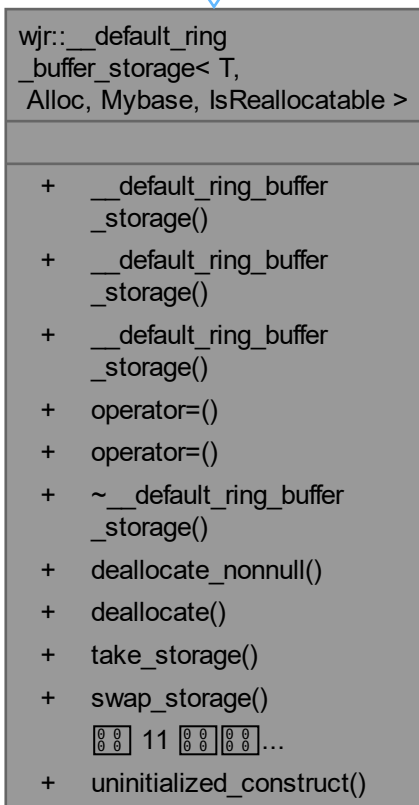 wjr::__default_ring
_buffer_storage< T,
Alloc, Mybase, IsReallocatable >
+ __default_ring_buffer
_storage()
+ __default_ring_buffer
_storage()
+ __default_ring_buffer
_storage()
+ operator=()
+ operator=()
+ ~__default_ring_buffer
_storage()
+ deallocate_nonnull()
+ deallocate()
+ take_storage()
+ swap_storage()
11 ...
+ uninitialized_construct()